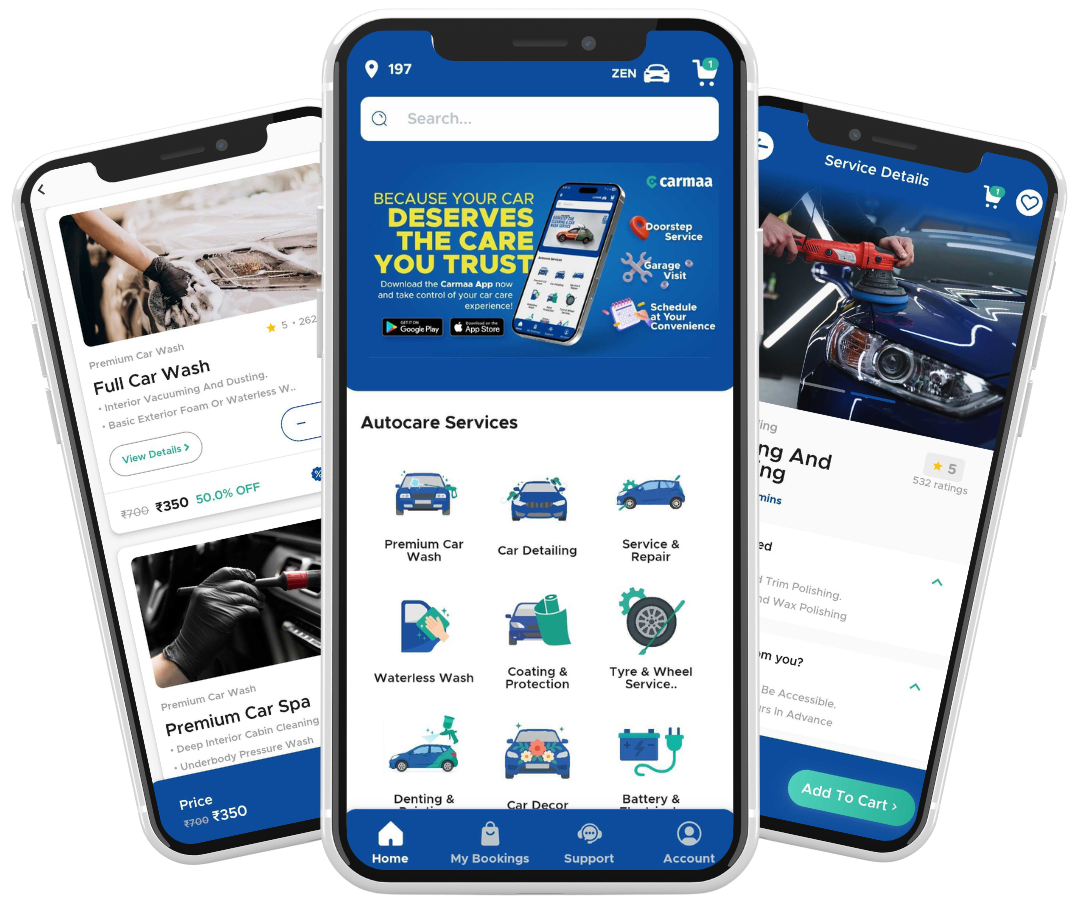 Premium Car Wash
Full Car Wash
• Interior Vacuuming And Dusting.
• Basic Exterior Foam Or Waterless W..
5 • 262
View Details >
₹700 ₹350 50.0% OFF
Premium Car Wash
Premium Car Spa
• Deep Interior Cabin Cleaning
• Underbody Pressure Wash
Price
₹700 ₹350
197
ZEN
1
Search...
carmaa
BECAUSE YOUR CAR
DESERVES
THE CARE
YOU TRUST
Download the Carmaa App now
and take control of your car care
experience!
GET IT ON
Google Play
Download on the
App Store
Doorstep
Service
Garage
Visit
Schedule
at Your
Convenience
Autocare Services
Premium Car
Wash
Car Detailing
Service &
Repair
Waterless Wash
Coating &
Protection
Tyre & Wheel
Service..
Denting &
Car Decor
Battery &
Home
My Bookings
Support
Account
Service Details
1
ling
ng And
ing
mins
5
532 ratings
ed
d Trim Polishing.
nd Wax Polishing
om you?
Be Accessible.
urs In Advance
Add To Cart >